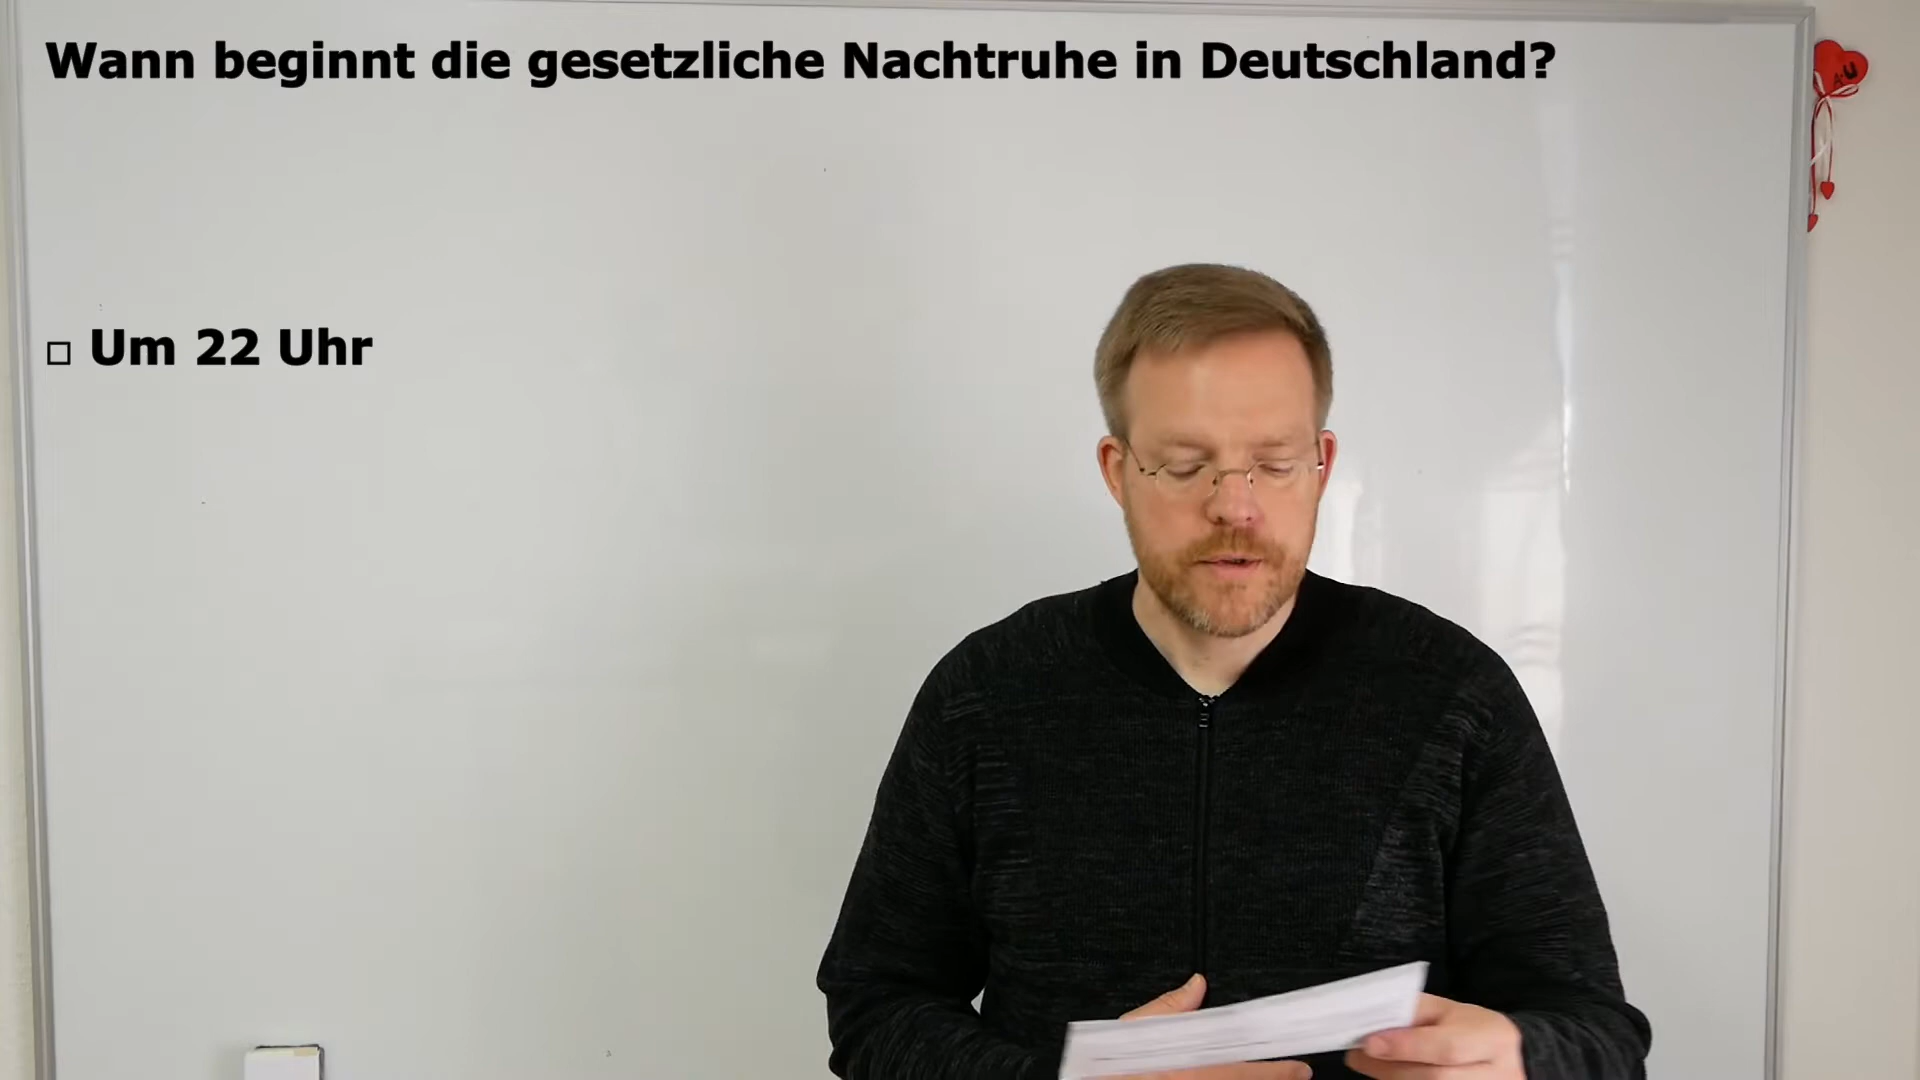 Wann beginnt die gesetzliche Nachtruhe in Deutschland?
□ Um 22 Uhr